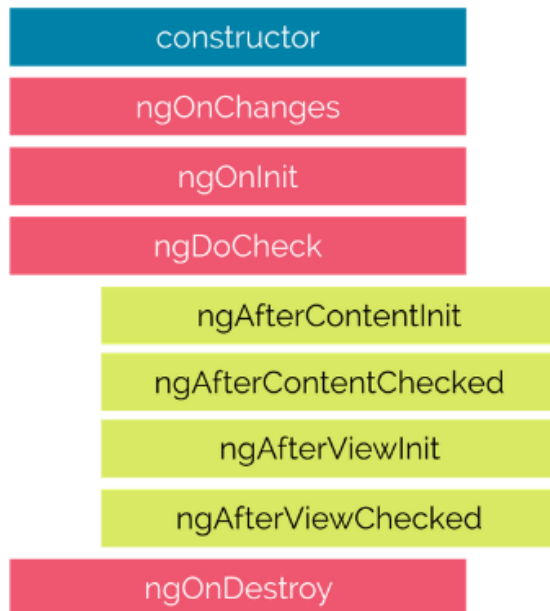 constructor
ngOnChanges
ngOnInit
ngDoCheck
ngAfterContentInit
ngAfterContentChecked
ngAfterViewInit
ngAfterViewChecked
ngOnDestroy